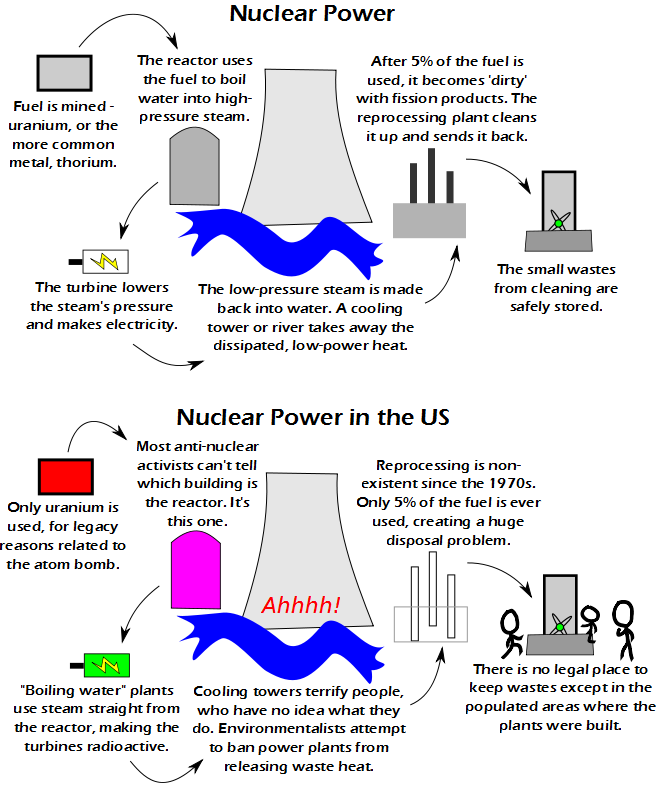 Nuclear Power
Fuel is mined -
uranium, or the
more common
metal, thorium.
The reactor uses
the fuel to boil
water into high-
pressure steam.
After 5% of the fuel is
used, it becomes 'dirty'
with fission products. The
reprocessing plant cleans
it up and sends it back.
The turbine lowers
the steam's pressure
and makes electricity.
The low-pressure steam is made
back into water. A cooling
tower or river takes away the
dissipated, low-power heat.
The small wastes
from cleaning are
safely stored.
Nuclear Power in the US
Only uranium is
used, for legacy
reasons related to
the atom bomb.
Most anti-nuclear
activists can't tell
which building is
the reactor. It's
this one.
Ahhhh!
Reprocessing is non-
existent since the 1970s.
Only 5% of the fuel is ever
used, creating a huge
disposal problem.
"Boiling water" plants
use steam straight from
the reactor, making the
turbines radioactive.
Cooling towers terrify people,
who have no idea what they
do. Environmentalists attempt
to ban power plants from
releasing waste heat.
There is no legal place to
keep wastes except in the
populated areas where the
plants were built.